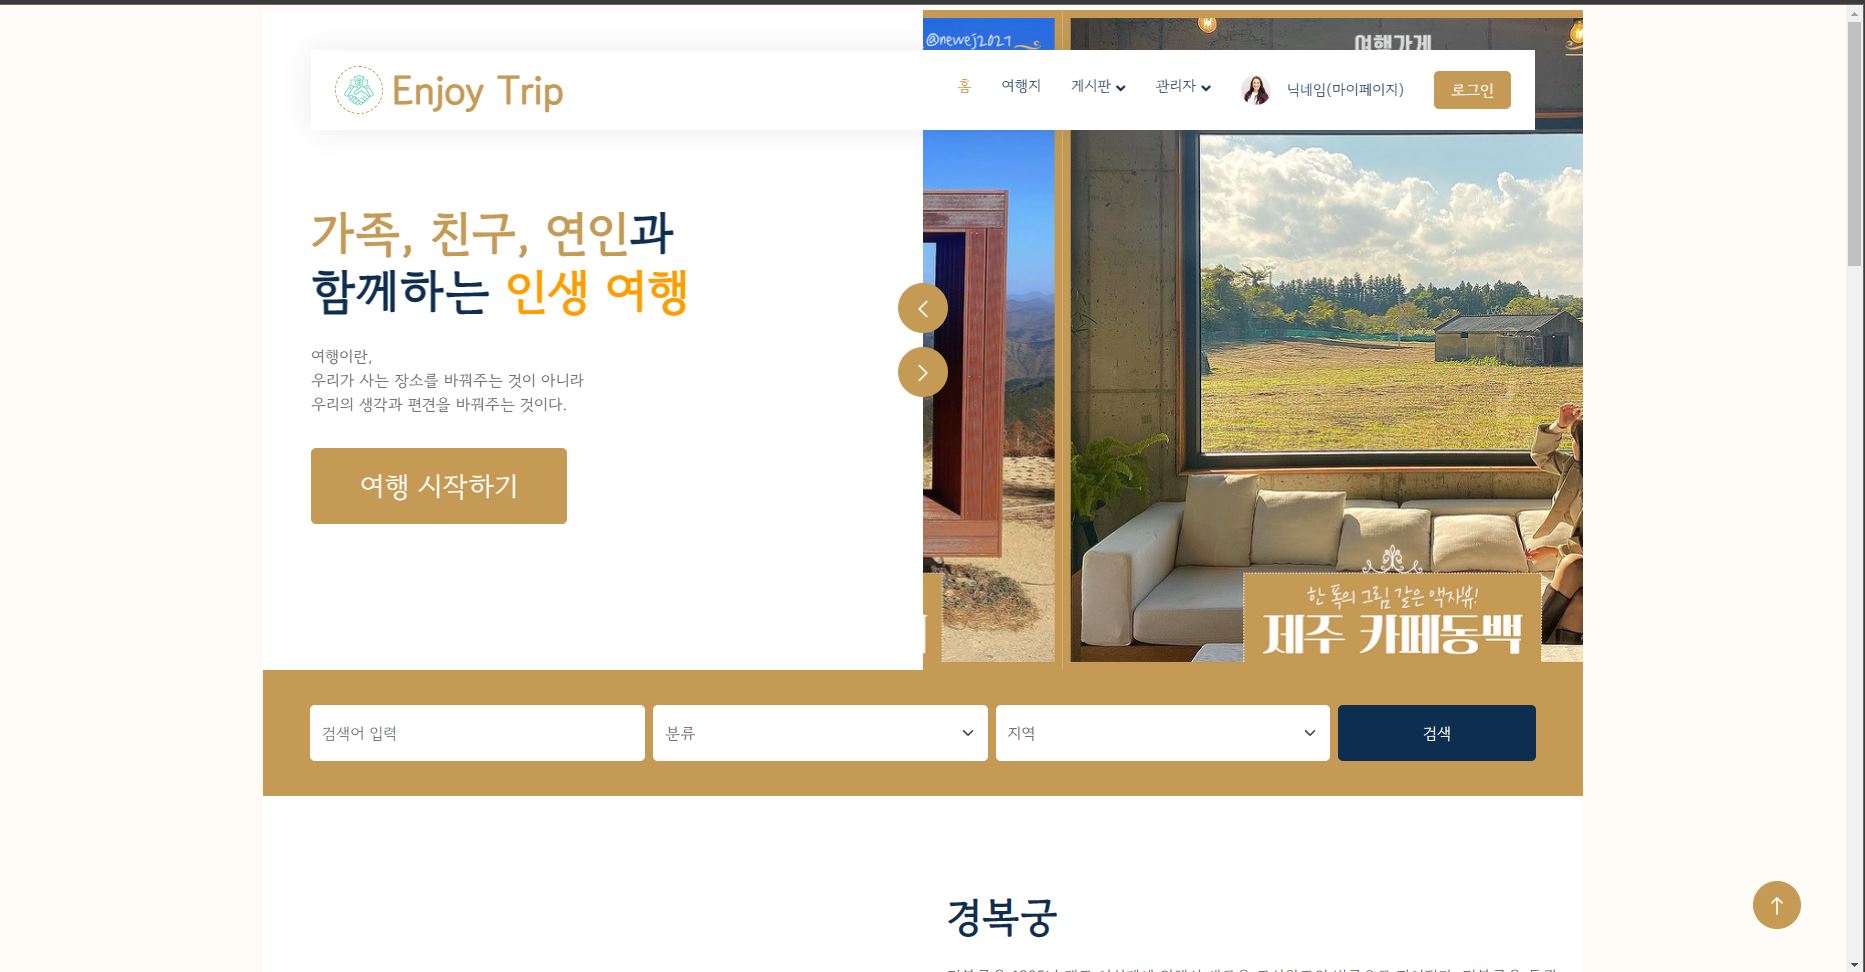 @newej2021
여행가게
Enjoy Trip
홈 여행지 게시판 관리자 닉네임(마이페이지) 로그인
가족, 친구, 연인과
함께하는 인생 여행
여행이란,
우리가 사는 장소를 바꿔주는 것이 아니라
우리의 생각과 편견을 바꿔주는 것이다.
여행 시작하기
한 폭의 그림 같은 액자뷰!
제주 카페동백
검색어 입력 분류 지역 검색
경복궁